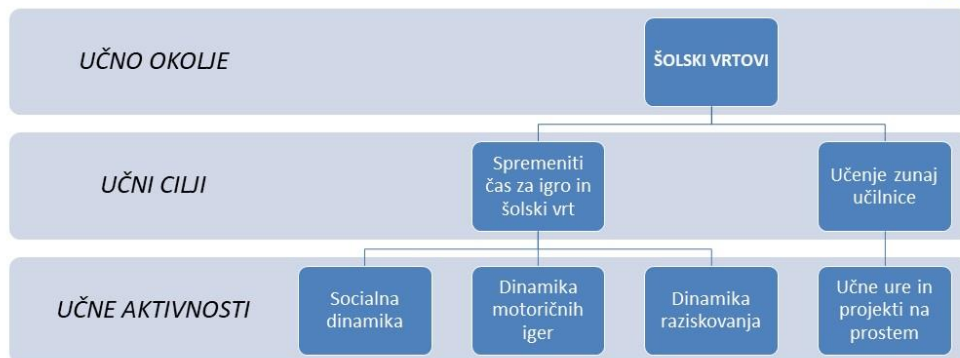 UČNO OKOLJE
ŠOLSKI VRTOVI
UČNI CILJI
Spremeniti
čas za igro in
šolski vrt
Učenje zunaj
učilnice
UČNE AKTIVNOSTI
Socialna
dinamika
Dinamika
motoričnih
iger
Dinamika
raziskovanja
Učne ure in
projekti na
prostem